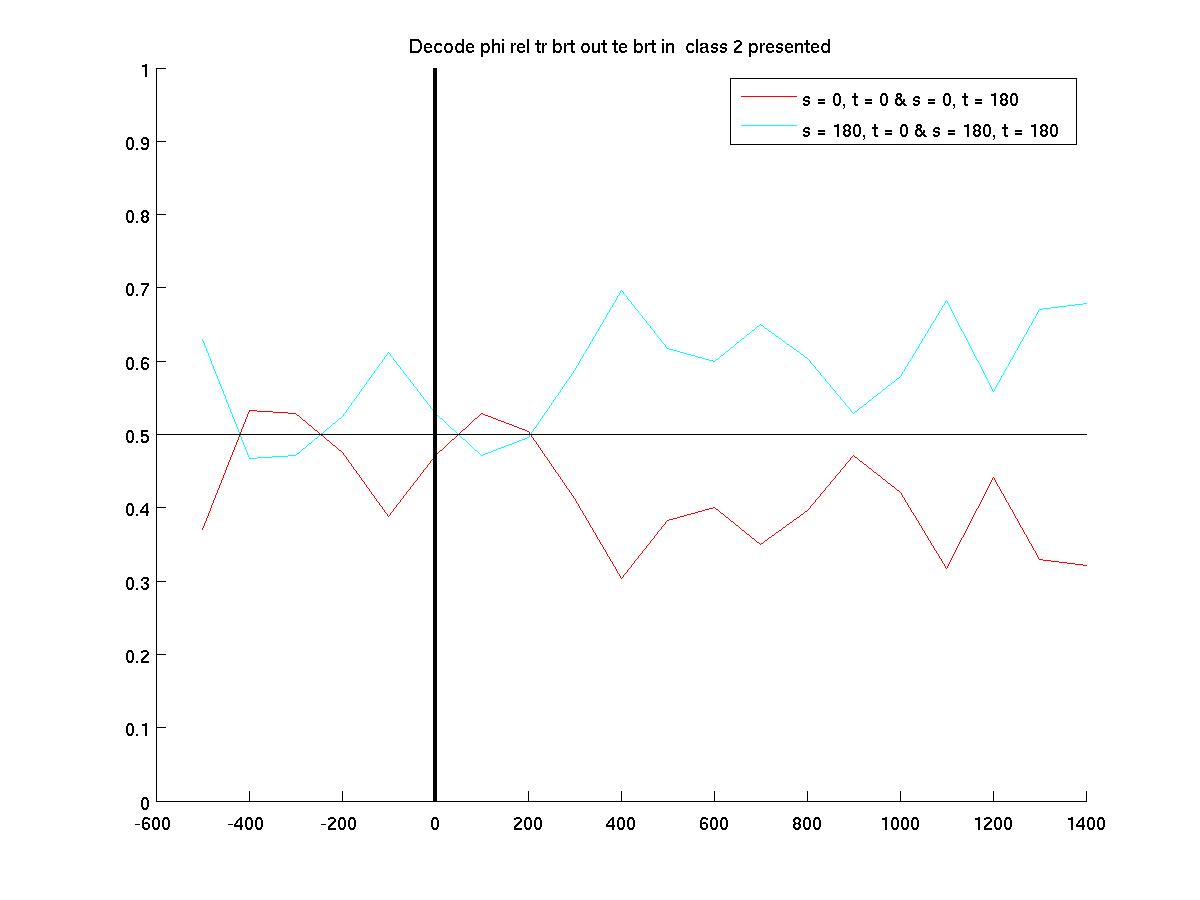 Decode phi rel tr brt out te brt in  class 2 presented
s = 0, t = 0 & s = 0, t = 180
s = 180, t = 0 & s = 180, t = 180
1
0.9
0.8
0.7
0.6
0.5
0.4
0.3
0.2
0.1
0
-600 -400 -200 0 200 400 600 800 1000 1200 1400